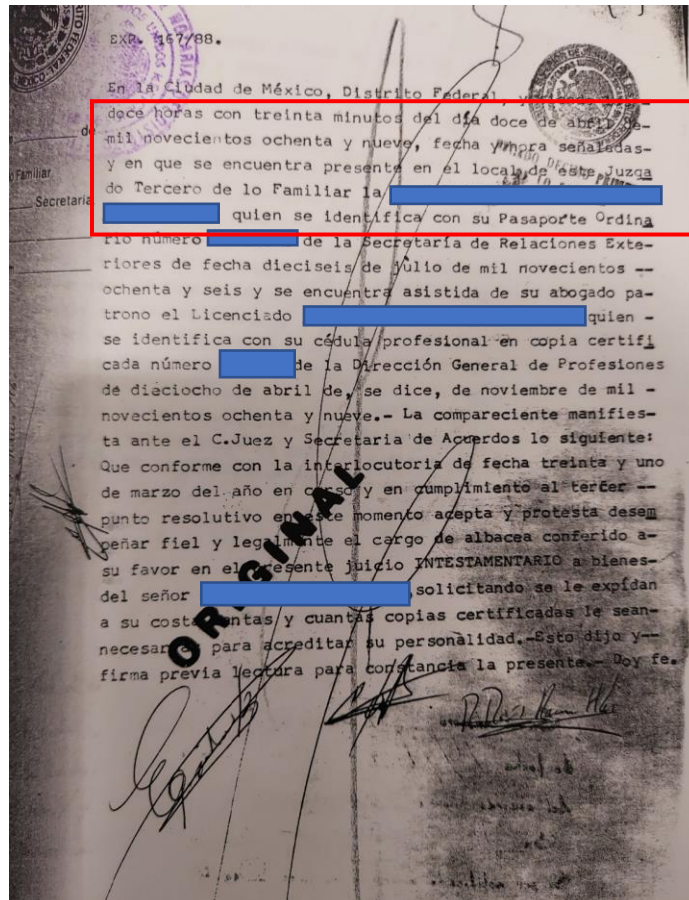 EXP. 167/88.
En la Ciudad de México, Distrito Federal,
doce horas con treinta minutos del día doce de abril de-
mil novecientos ochenta y nueve, fecha y hora señaladas-
y en que se encuentra presente en el local de este Juzga
do Tercero de lo Familiar la
quien se identifica con su Pasaporte Ordina
rio número de la Secretaría de Relaciones Exte-
riores de fecha dieciseis de julio de mil novecientos --
ochenta y seis y se encuentra asistida de su abogado pa-
trono el Licenciado quien -
se identifica con su cédula profesional en copia certifi
cada número de la Dirección General de Profesiones
de dieciocho de abril de, se dice, de noviembre de mil -
novecientos ochenta y nueve.- La compareciente manifies-
ta ante el C.Juez y Secretaria de Acuerdos lo siguiente:
Que conforme con la interlocutoria de fecha treinta y uno
de marzo del año en curso y en cumplimiento al tercer --
punto resolutivo en este momento acepta y protesta desem
peñar fiel y legalmente el cargo de albacea conferido a-
su favor en el presente juicio INTESTAMENTARIO a bienes-
del señor ,solicitando se le expidan
a su costa tantas y cuantas copias certificadas le sean-
necesarias para acreditar su personalidad.-Esto dijo y--
firma previa lectura para constancia la presente.- Doy fe.
ORIGINAL
Familiar
Secretaria